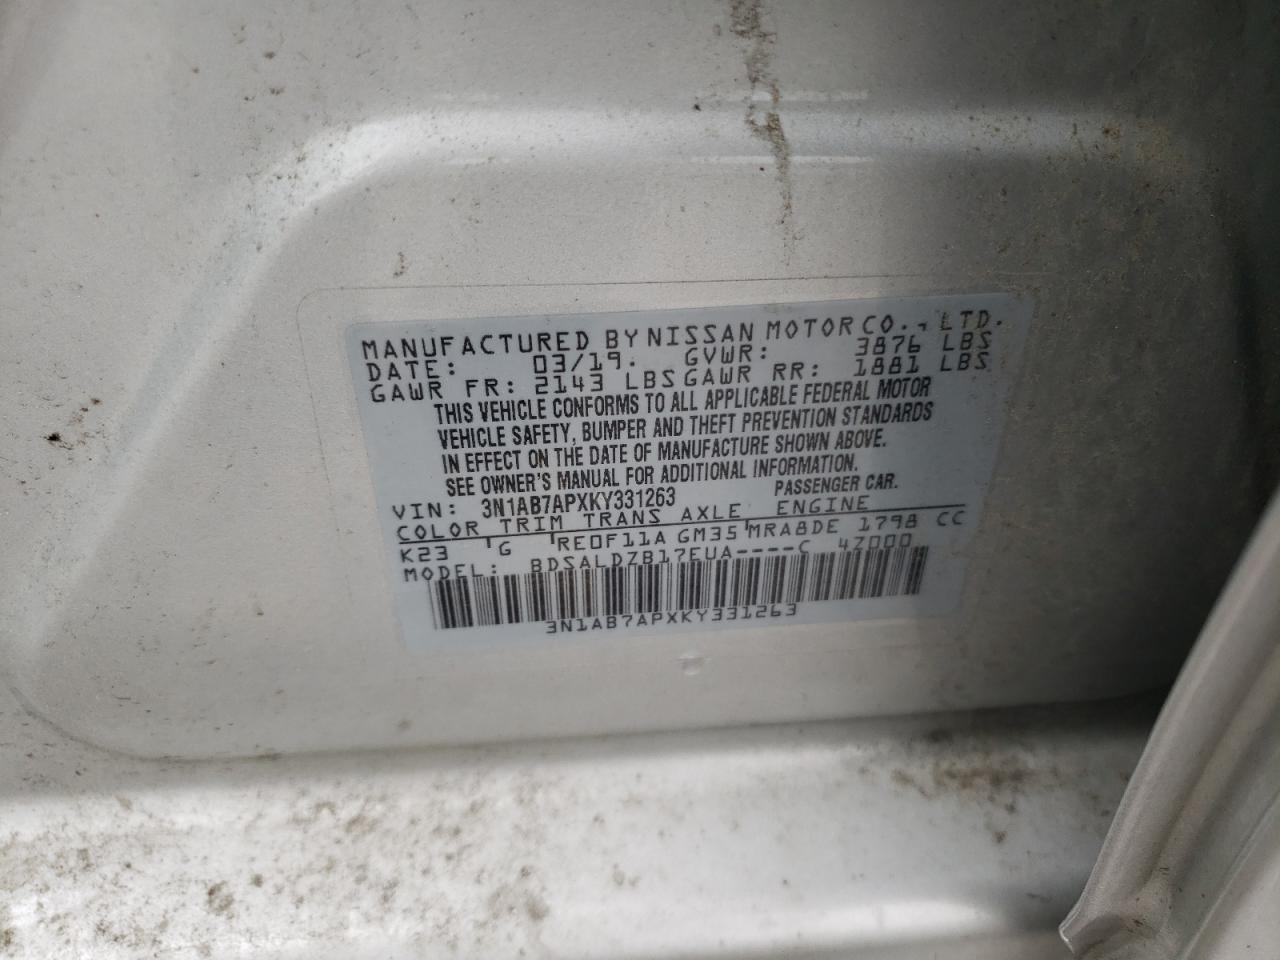 MANUFACTURED BY NISSAN MOTOR CO., LTD.
DATE: 03/19. GVWR: 3876 LBS
GAWR FR: 2143 LBS GAWR RR: 1881 LBS
THIS VEHICLE CONFORMS TO ALL APPLICABLE FEDERAL MOTOR
VEHICLE SAFETY, BUMPER AND THEFT PREVENTION STANDARDS
IN EFFECT ON THE DATE OF MANUFACTURE SHOWN ABOVE.
SEE OWNER'S MANUAL FOR ADDITIONAL INFORMATION.
VIN: 3N1AB7APXKY331263 PASSENGER CAR.
COLOR TRIM TRANS AXLE ENGINE
K23 G RE0F11A GM35 MRA8DE 1798 CC
MODEL: BDSALDZB17EUA----C 4Z000
3N1AB7APXKY331263